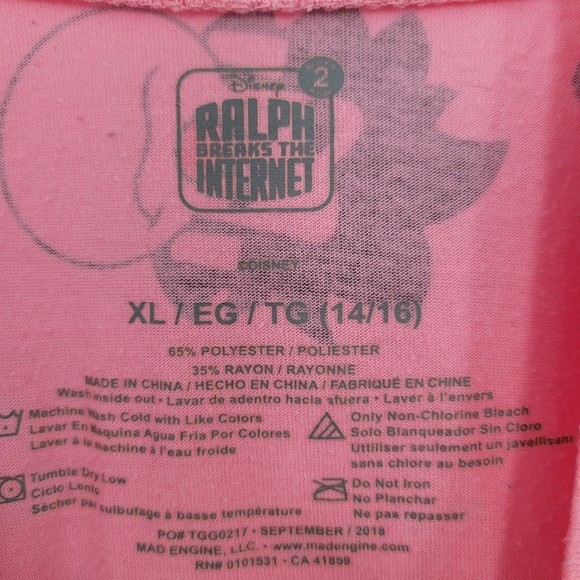 Disney
2
RALPH
BREAKS THE
INTERNET
©DISNEY
XL / EG / TG (14/16)
65% POLYESTER / POLIESTER
35% RAYON / RAYONNE
MADE IN CHINA / HECHO EN CHINA / FABRIQUÉ EN CHINE
Wash inside out • Lavar de adentro hacia afuera • Laver à l'envers
Machine Wash Cold with Like Colors
Lavar En Maquina Agua Fria Por Colores
Laver à la machine à l'eau froide
Only Non-Chlorine Bleach
Solo Blanqueador Sin Cloro
Utiliser seulement un javellisant
sans chlore au besoin
Tumble Dry Low
Ciclo Lento
Sécher par culbutage à basse température
Do Not Iron
No Planchar
Ne pas repasser
PO# TGG0217 • SEPTEMBER / 2018
MAD ENGINE, LLC. • www.madengine.com
RN# 0101531 - CA 41859